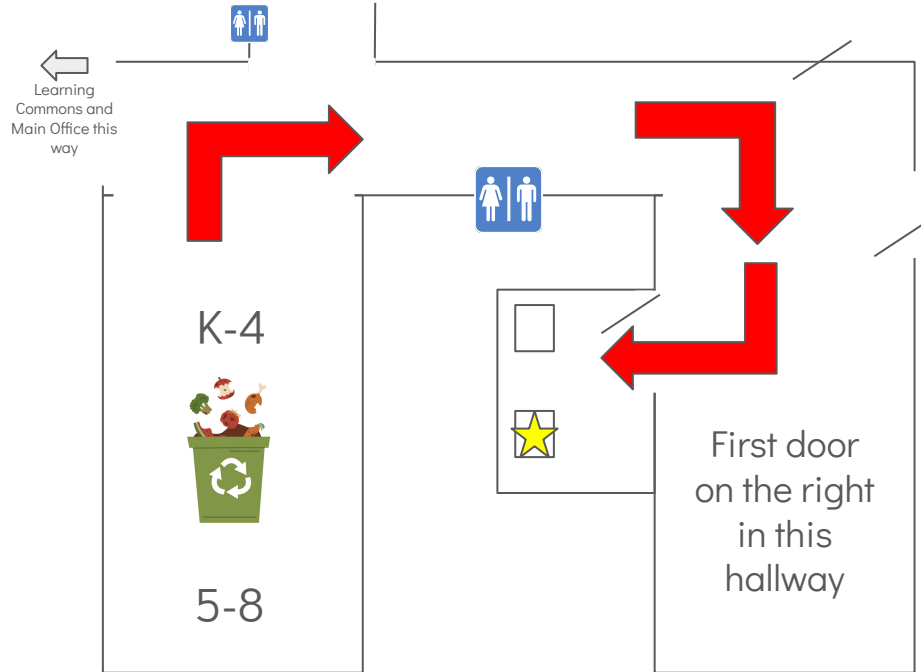 Learning
Commons and
Main Office this
way
K-4
5-8
First door
on the right
in this
hallway